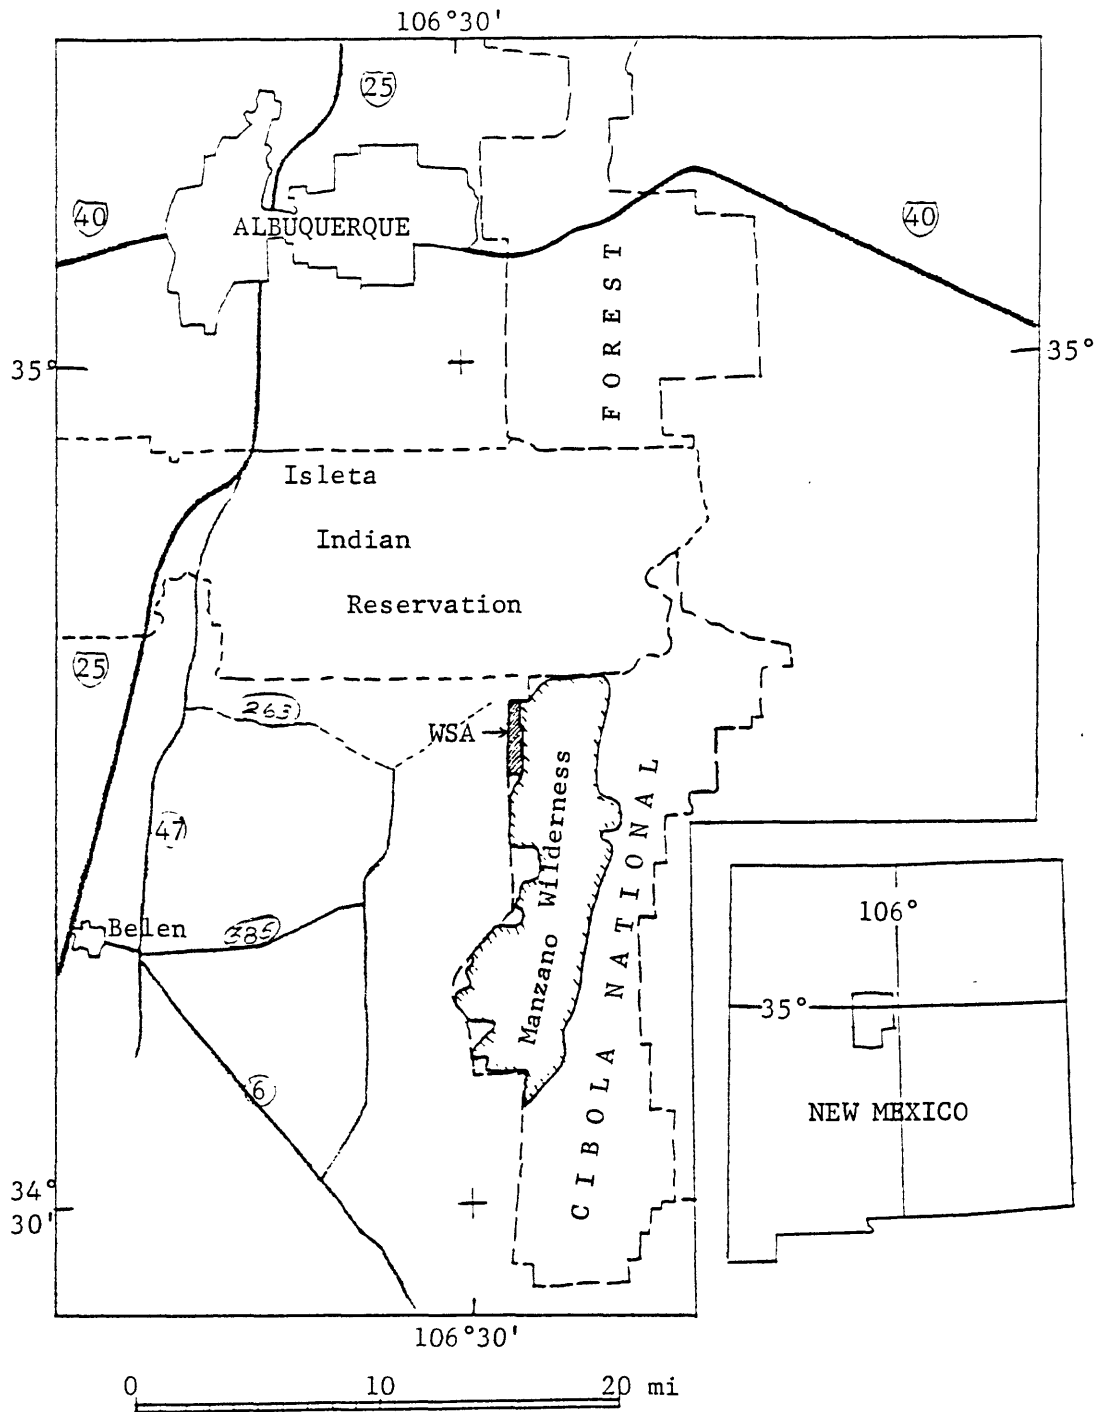 106°30'
25
40
ALBUQUERQUE
40
FOREST
35°
35°
Isleta
Indian
Reservation
25
263
WSA
Manzano Wilderness
CIBOLA NATIONAL
47
Belen
385
106°
35°
6
NEW MEXICO
34°
30'
106°30'
0 10 20 mi